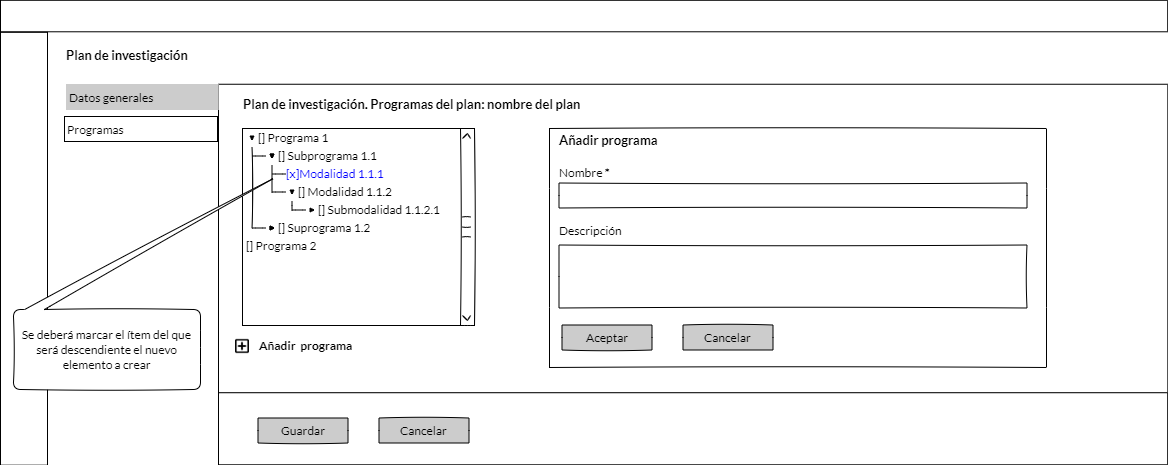 Plan de investigación
Datos generales
Programas
Plan de investigación. Programas del plan: nombre del plan
[] Programa 1
[] Subprograma 1.1
[x]Modalidad 1.1.1
[] Modalidad 1.1.2
[] Submodalidad 1.1.2.1
[] Suprograma 1.2
[] Programa 2
Añadir programa
Se deberá marcar el ítem del que
será descendiente el nuevo
elemento a crear
Añadir programa
Nombre *
Descripción
Aceptar
Cancelar
Guardar
Cancelar